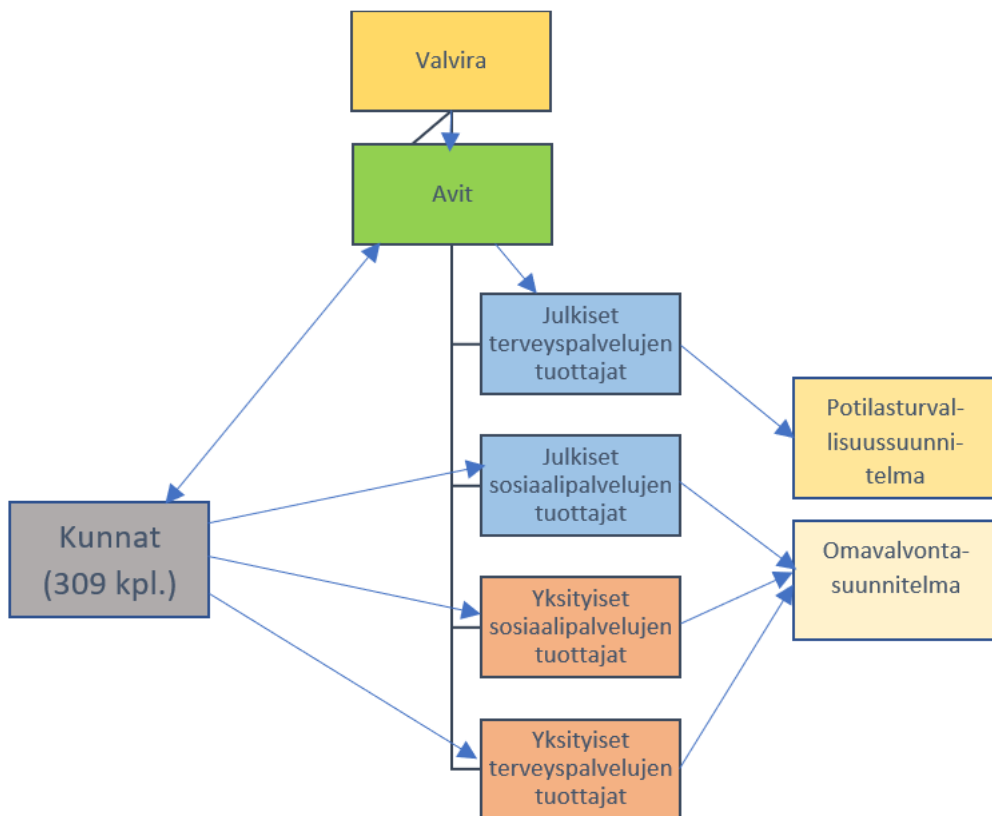 Valvira
Avit
Julkiset
terveyspalvelujen
tuottajat
Potilasturval-
lisuussuunni-
telma
Julkiset
sosiaalipalvelujen
tuottajat
Kunnat
(309 kpl.)
Omavalvonta-
suunnitelma
Yksityiset
sosiaalipalvelujen
tuottajat
Yksityiset
terveyspalvelujen
tuottajat